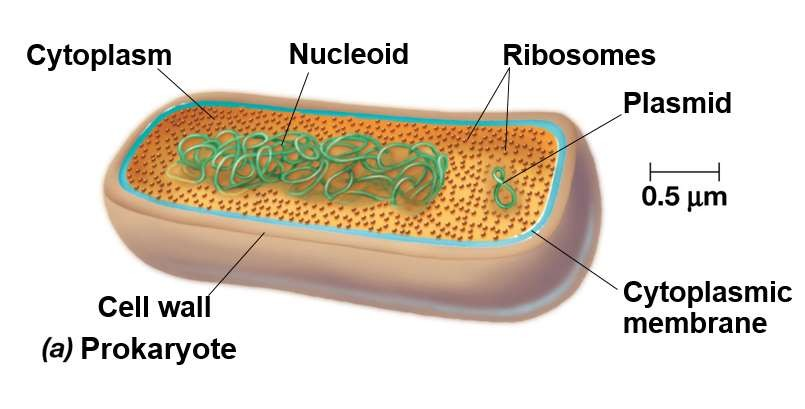 Cytoplasm
Nucleoid
Ribosomes
Plasmid
0.5 μm
Cytoplasmic
membrane
Cell wall
(a) Prokaryote